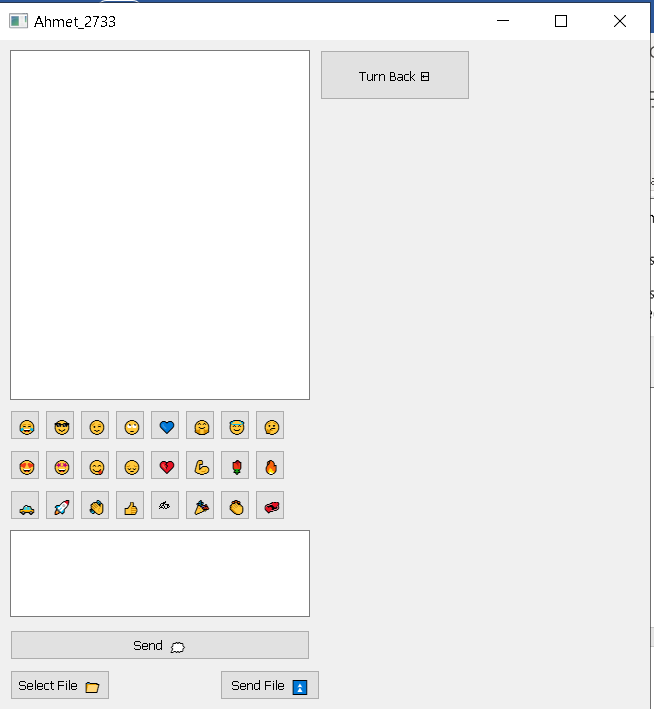 Ahmet_2733
Turn Back
Send
Select File
Send File